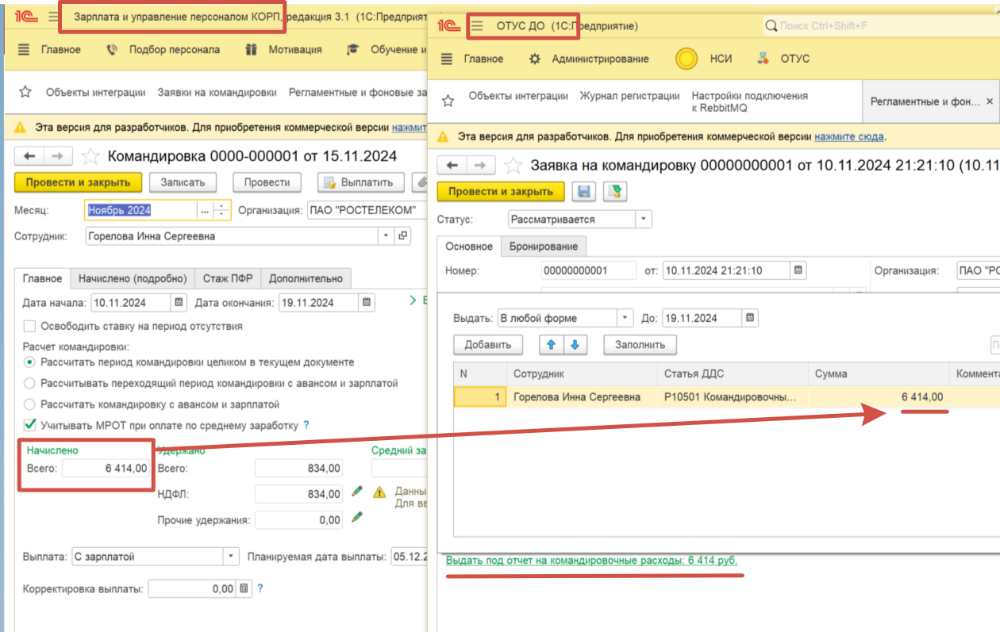 Зарплата и управление персоналом КОРП, редакция 3.1 (1С:Предприят
Главное Подбор персонала Мотивация Обучение и
Объекты интеграции Заявки на командировки Регламентные и фоновые за
Эта версия для разработчиков. Для приобретения коммерческой версии нажмит
Командировка 0000-000001 от 15.11.2024
Провести и закрыть Записать Провести Выплатить
Месяц: Ноябрь 2024 ... Организация: ПАО "РОСТЕЛЕКОМ"
Сотрудник: Горелова Инна Сергеевна
Главное Начислено (подробно) Стаж ПФР Дополнительно
Дата начала: 10.11.2024 Дата окончания: 19.11.2024
Освободить ставку на период отсутствия
Расчет командировки:
Рассчитать период командировки целиком в текущем документе
Рассчитывать переходящий период командировки с авансом и зарплатой
Рассчитать командировку с авансом и зарплатой
Учитывать МРОТ при оплате по среднему заработку ?
Начислено Удержано Средний за
Всего: 6 414,00 Всего: 834,00
НДФЛ: 834,00 Данны
Для вв
Прочие удержания: 0,00
Выплата: С зарплатой Планируемая дата выплаты: 05.12.2
Корректировка выплаты: 0,00 ?
ОТУС ДО (1С:Предприятие) Поиск Ctrl+Shift+F
Главное Администрирование НСИ ОТУС
Объекты интеграции Журнал регистрации Настройки подключения
к RebbitMQ
Регламентные и фон... ×
Эта версия для разработчиков. Для приобретения коммерческой версии нажмите сюда.
Заявка на командировку 00000000001 от 10.11.2024 21:21:10 (10.11
Провести и закрыть
Статус: Рассматривается
Основное Бронирование
Номер: 00000000001 от: 10.11.2024 21:21:10 Организация: ПАО "РО
Выдать: В любой форме До: 19.11.2024
Добавить Заполнить
N Сотрудник Статья ДДС Сумма Коммента
1 Горелова Инна Сергеевна Р10501 Командировочны... 6 414,00
Выдать под отчет на командировочные расходы: 6 414 руб.